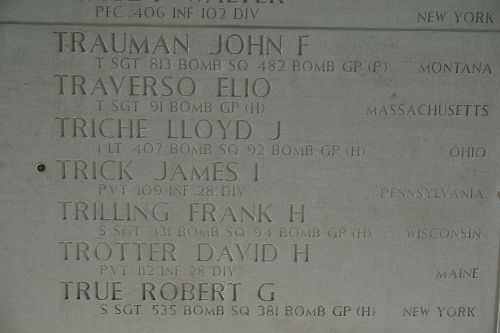 PFC 406 INF 102 DIV NEW YORK
TRAUMAN JOHN F
T SGT 813 BOMB SQ 482 BOMB GP (P) MONTANA
TRAVERSO ELIO
T SGT 91 BOMB GP (H) MASSACHUSETTS
TRICHE LLOYD J
1 LT 407 BOMB SQ 92 BOMB GP (H) OHIO
TRICK JAMES I
PVT 109 INF 28 DIV PENNSYLVANIA
TRILLING FRANK H
S SGT 331 BOMB SQ 94 BOMB GP (H) WISCONSIN
TROTTER DAVID H
PVT 112 INF 28 DIV MAINE
TRUE ROBERT G
S SGT 535 BOMB SQ 381 BOMB GP (H) NEW YORK